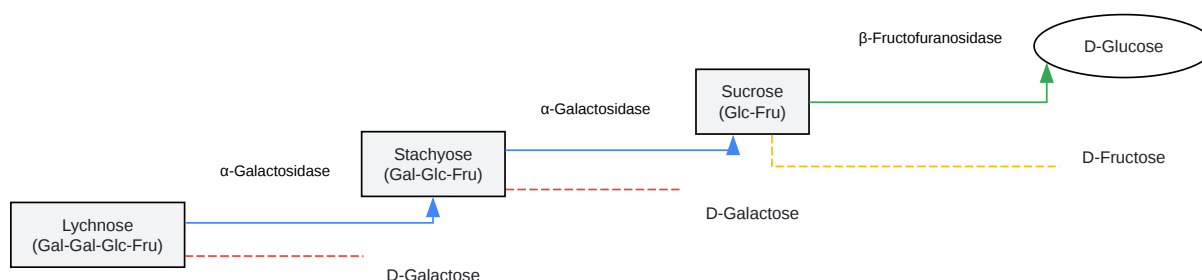 β-Fructofuranosidase
D-Glucose
Sucrose
(Glc-Fru)
α-Galactosidase
D-Fructose
Stachyose
(Gal-Glc-Fru)
α-Galactosidase
D-Galactose
Lychnose
(Gal-Gal-Glc-Fru)
D-Galactose